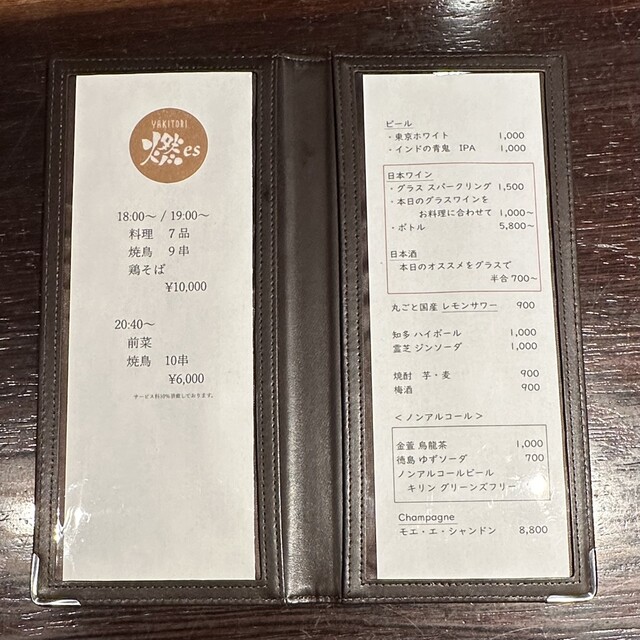 YAKITORI
燃es
18:00～ / 19:00～
料理 7品
焼鳥 9串
鶏そば
¥10,000
20:40～
前菜
焼鳥 10串
¥6,000
サービス料10%頂戴しております。
ビール
・東京ホワイト 1,000
・インドの青鬼 IPA 1,000
日本ワイン
・グラス スパークリング 1,500
・本日のグラスワインを
お料理に合わせて 1,000～
・ボトル 5,800～
日本酒
本日のオススメをグラスで
半合 700～
丸ごと国産 レモンサワー 900
知多 ハイボール 1,000
霊芝 ジンソーダ 1,000
焼酎 芋・麦 900
梅酒 900
＜ノンアルコール＞
金萱 烏龍茶 1,000
徳島 ゆずソーダ 700
ノンアルコールビール
キリン グリーンズフリー
Champagne
モエ・エ・シャンドン 8,800